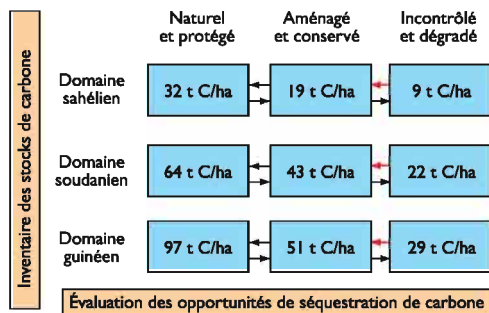 Naturel
et protégé
Aménagé
et conservé
Incontrôlé
et dégradé
Inventaire des stocks de carbone
Domaine
sahélien
32 t C/ha
19 t C/ha
9 t C/ha
Domaine
soudanien
64 t C/ha
43 t C/ha
22 t C/ha
Domaine
guinéen
97 t C/ha
51 t C/ha
29 t C/ha
Évaluation des opportunités de séquestration de carbone